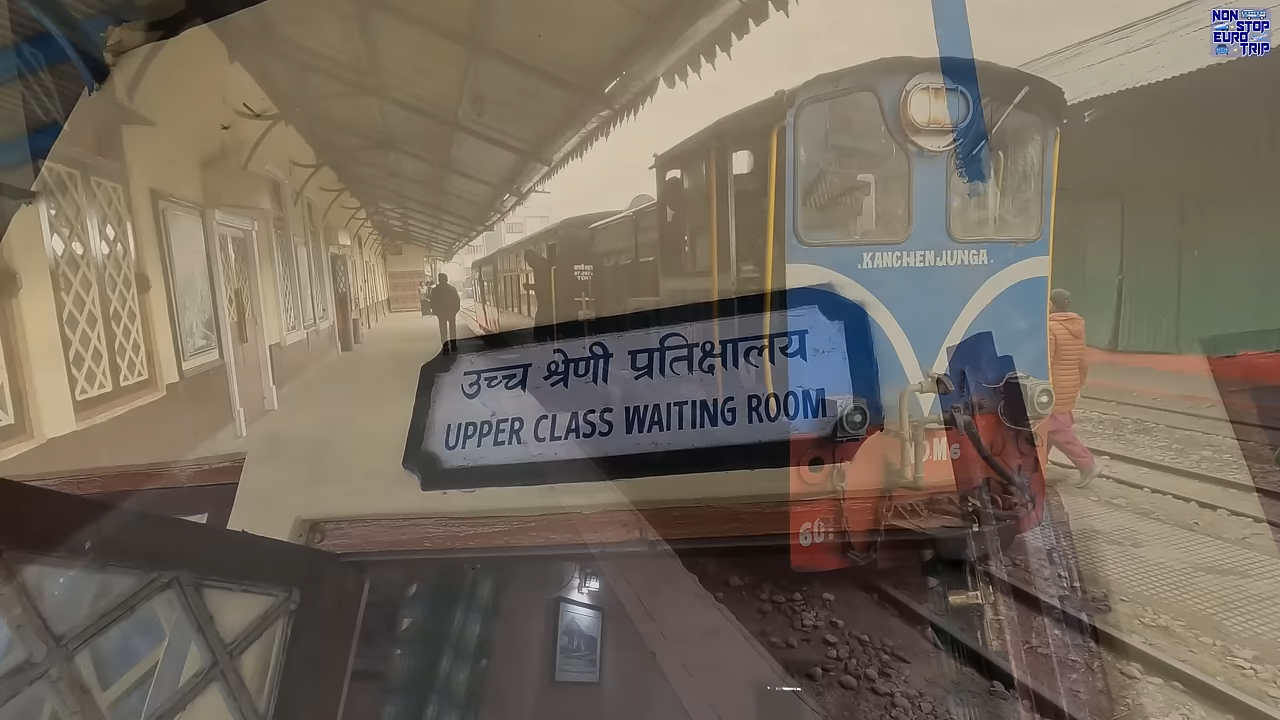 NON
STOP
EURO
TRIP
.KANCHENJUNGA.
उच्च श्रेणी प्रतिक्षालय
UPPER CLASS WAITING ROOM